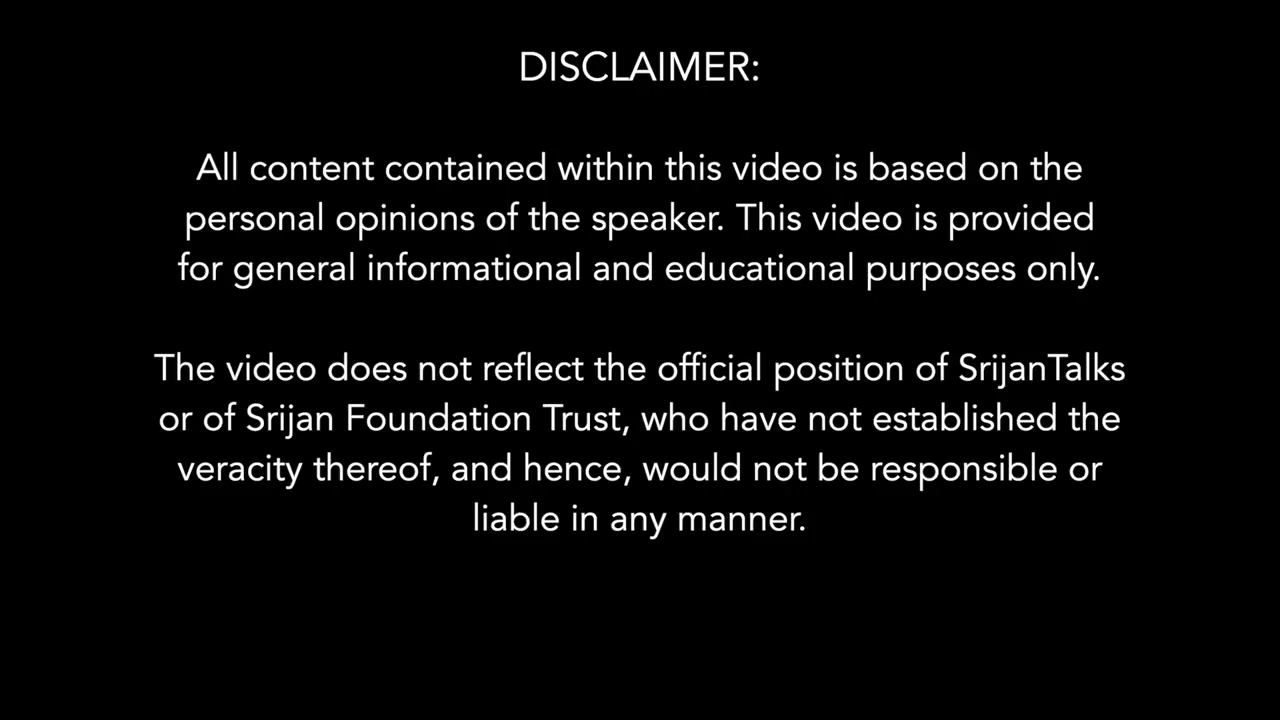 DISCLAIMER:
All content contained within this video is based on the
personal opinions of the speaker. This video is provided
for general informational and educational purposes only.
The video does not reflect the official position of SrijanTalks
or of Srijan Foundation Trust, who have not established the
veracity thereof, and hence, would not be responsible or
liable in any manner.